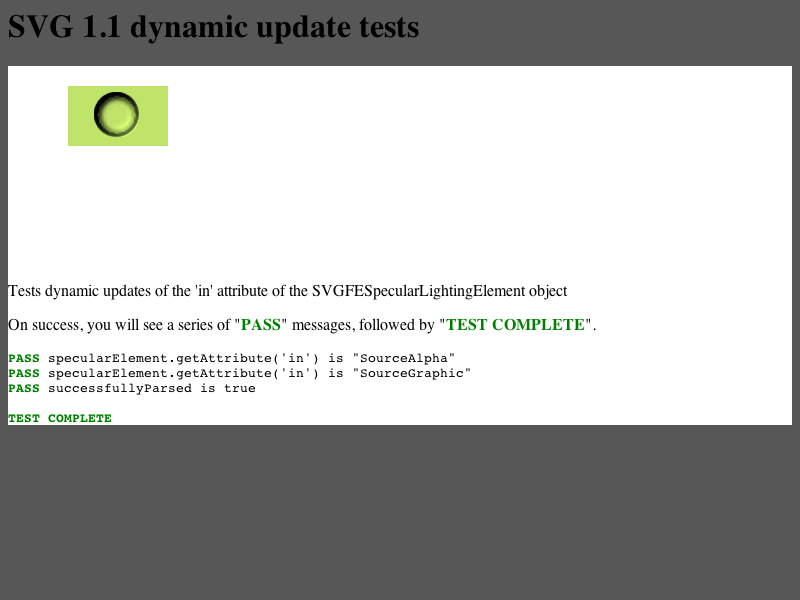 SVG 1.1 dynamic update tests
Tests dynamic updates of the 'in' attribute of the SVGFESpecularLightingElement object
On success, you will see a series of "PASS" messages, followed by "TEST COMPLETE".
PASS specularElement.getAttribute('in') is "SourceAlpha"
PASS specularElement.getAttribute('in') is "SourceGraphic"
PASS successfullyParsed is true
TEST COMPLETE